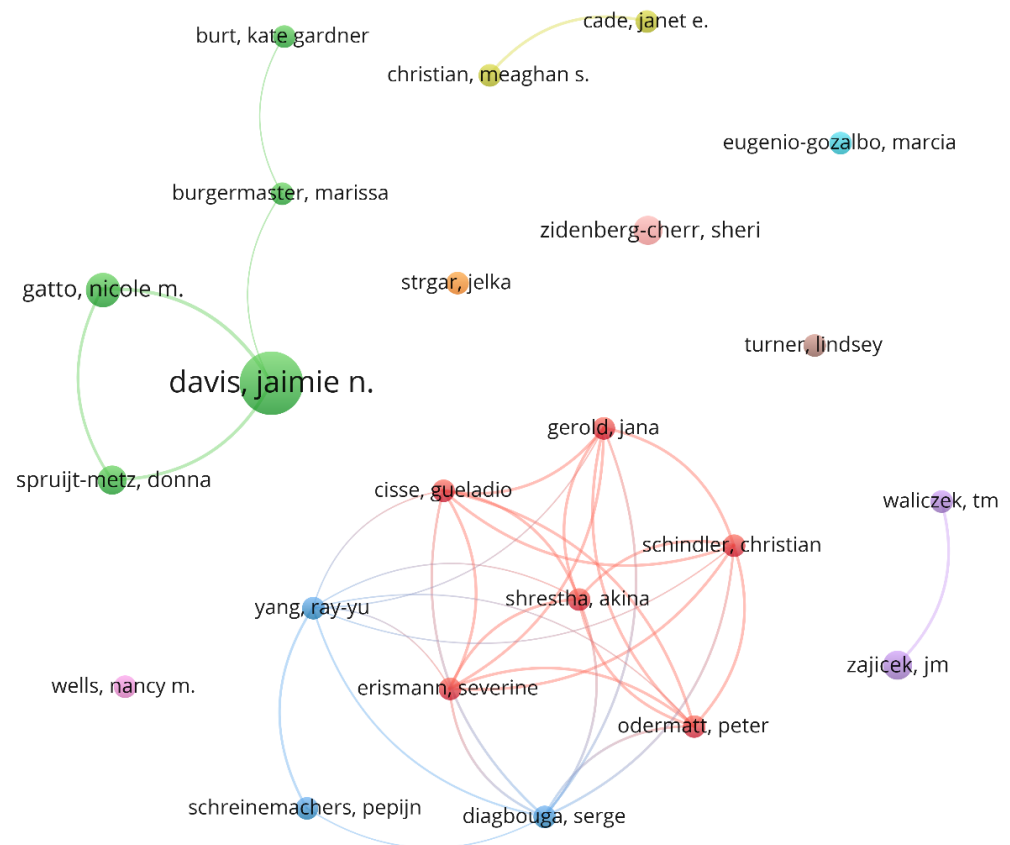 cade, janet e.
burt, kate gardner
christian, meaghan s.
eugenio-gozalbo, marcia
burgermaster, marissa
zidenberg-cherr, sheri
strgar, jelka
gatto, nicole m.
turner, lindsey
davis, jaimie n.
gerold, jana
spruijt-metz, donna
cisse, gueladio
waliczek, tm
schindler, christian
shrestha, akina
yang, ray-yu
zajicek, jm
wells, nancy m.
erismann, severine
odermatt, peter
schreinemachers, pepijn
diagbouga, serge